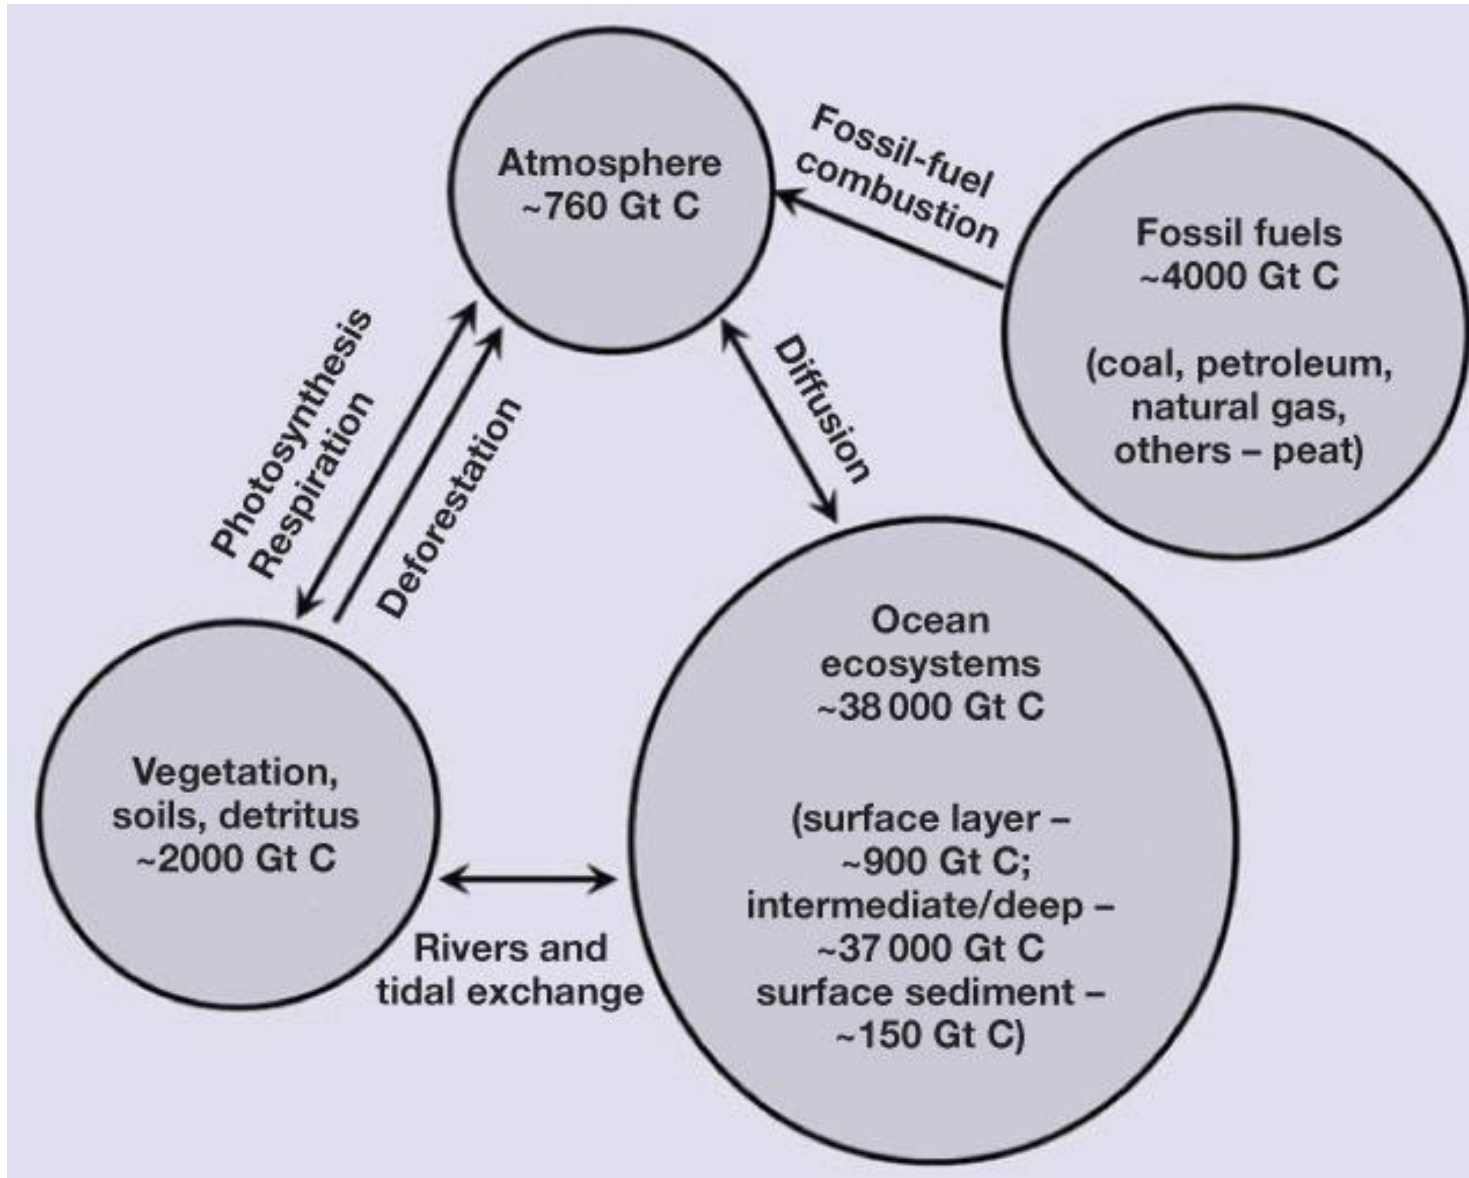 Atmosphere
~760 Gt C
Fossil-fuel
combustion
Fossil fuels
~4000 Gt C
(coal, petroleum,
natural gas,
others – peat)
Photosynthesis
Respiration
Deforestation
Diffusion
Ocean
ecosystems
~38 000 Gt C
(surface layer –
~900 Gt C;
intermediate/deep –
~37 000 Gt C
surface sediment –
~150 Gt C)
Vegetation,
soils, detritus
~2000 Gt C
Rivers and
tidal exchange